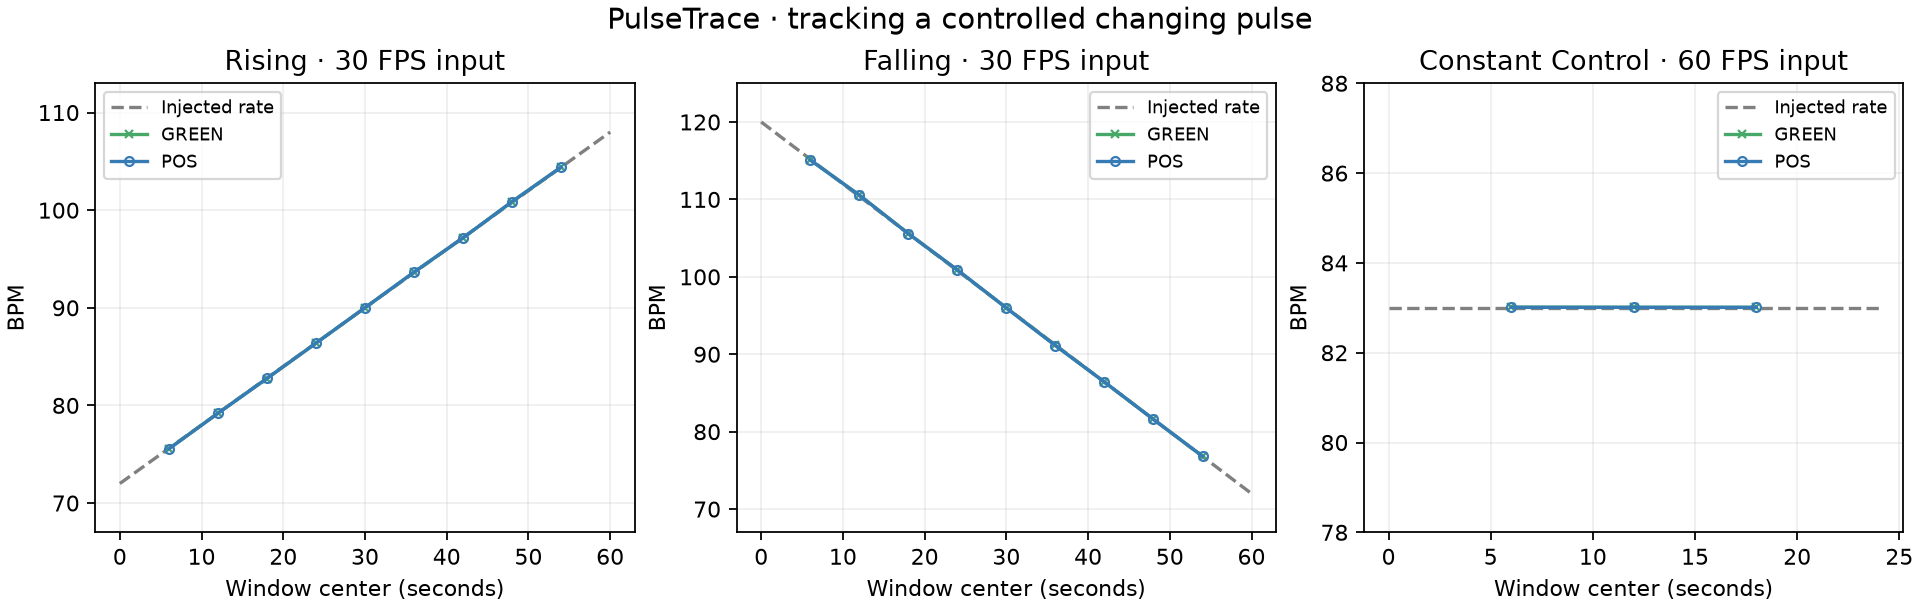 PulseTrace · tracking a controlled changing pulse
Rising · 30 FPS input
Injected rate
GREEN
POS
110
100
90
80
70
BPM
0 10 20 30 40 50 60
Window center (seconds)
Falling · 30 FPS input
Injected rate
GREEN
POS
120
110
100
90
80
70
BPM
0 10 20 30 40 50 60
Window center (seconds)
Constant Control · 60 FPS input
Injected rate
GREEN
POS
88
86
84
82
80
78
BPM
0 5 10 15 20 25
Window center (seconds)